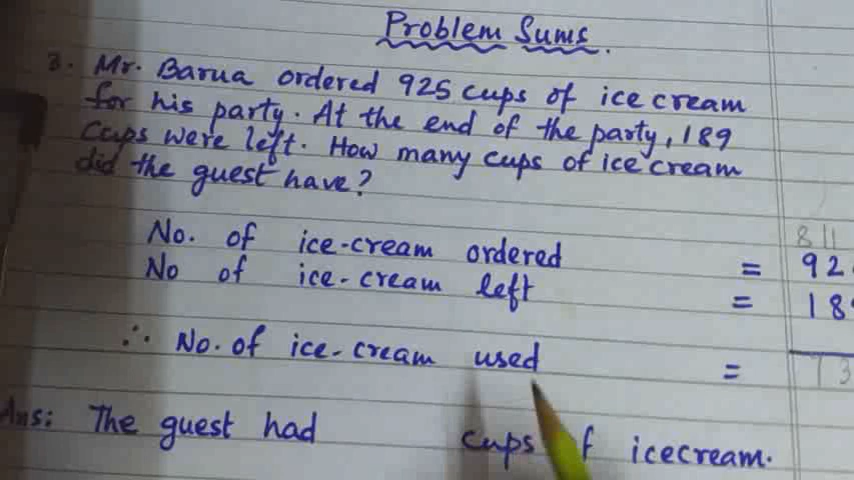 Problem Sums.
3. Mr. Barua ordered 925 cups of ice cream
for his party. At the end of the party, 189
Cups were left. How many cups of ice cream
did the guest have?
811
No. of ice-cream ordered = 92
No of ice-cream left = 18
∴ No. of ice-cream used = 73
Ans: The guest had cups of icecream.